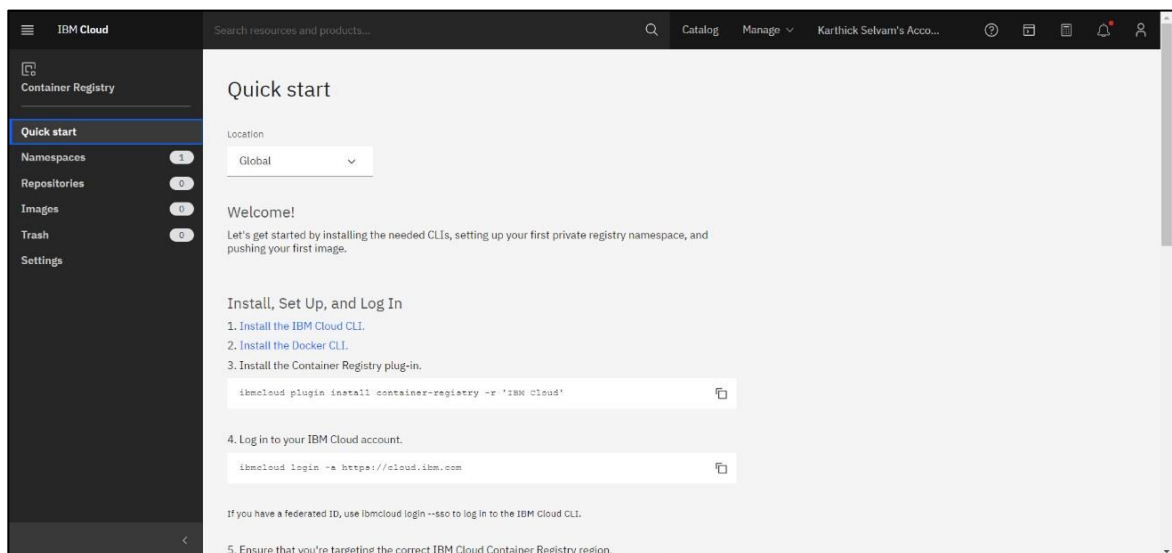 IBM Cloud
Search resources and products...
Catalog
Manage
Karthick Selvam's Acco...
Container Registry
Quick start
Namespaces
1
Repositories
0
Images
0
Trash
0
Settings
Quick start
Location
Global
Welcome!
Let's get started by installing the needed CLIs, setting up your first private registry namespace, and
pushing your first image.
Install, Set Up, and Log In
1. Install the IBM Cloud CLI.
2. Install the Docker CLI.
3. Install the Container Registry plug-in.
ibmcloud plugin install container-registry -r 'IBM Cloud'
4. Log in to your IBM Cloud account.
ibmcloud login -a https://cloud.ibm.com
If you have a federated ID, use ibmcloud login --sso to log in to the IBM Cloud CLI.
5. Ensure that you're targeting the correct IBM Cloud Container Registry region.